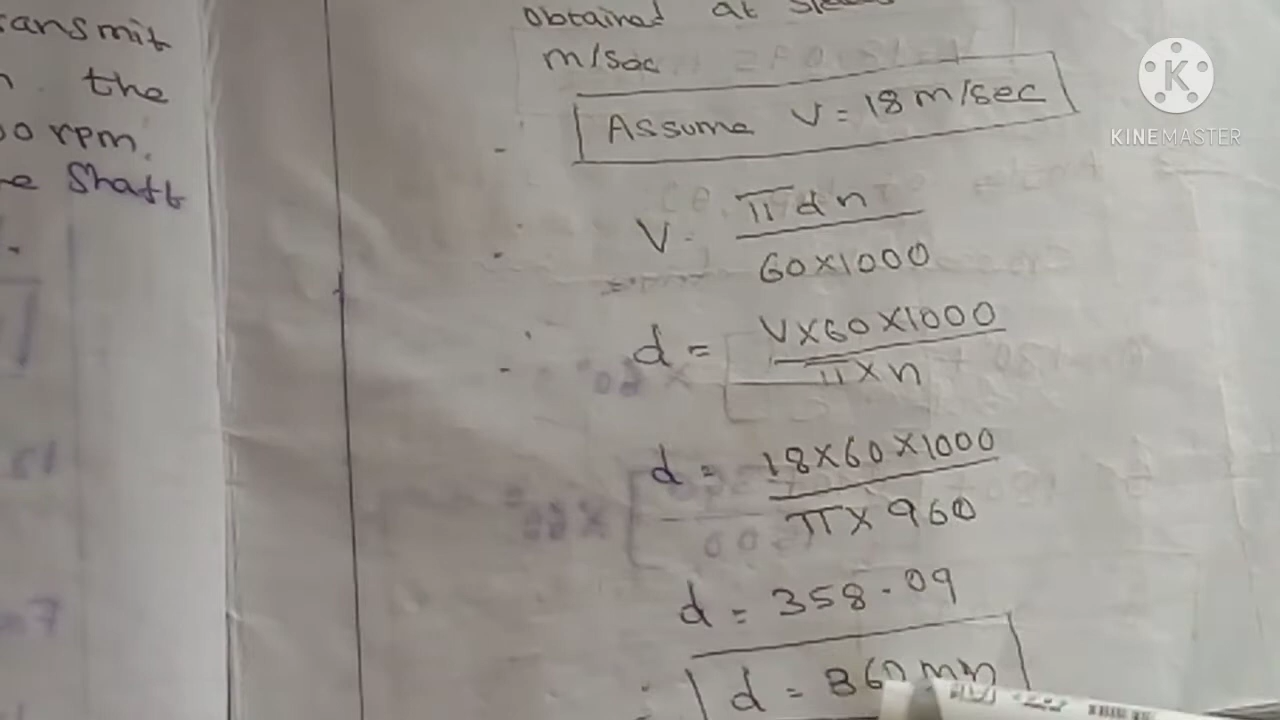 ansmit
the
rpm.
Shaft
obtained at
m/sec
Assume V = 18 m/sec
V = πdn
60×1000
∴ d = V×60×1000
π×n
d = 18×60×1000
π × 960
d = 358.09
∴ d = 360 mm
K
KINEMASTER